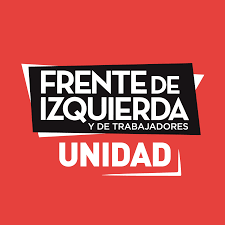 FRENTE DE
IZQUIERDA
Y DE TRABAJADORES
UNIDAD